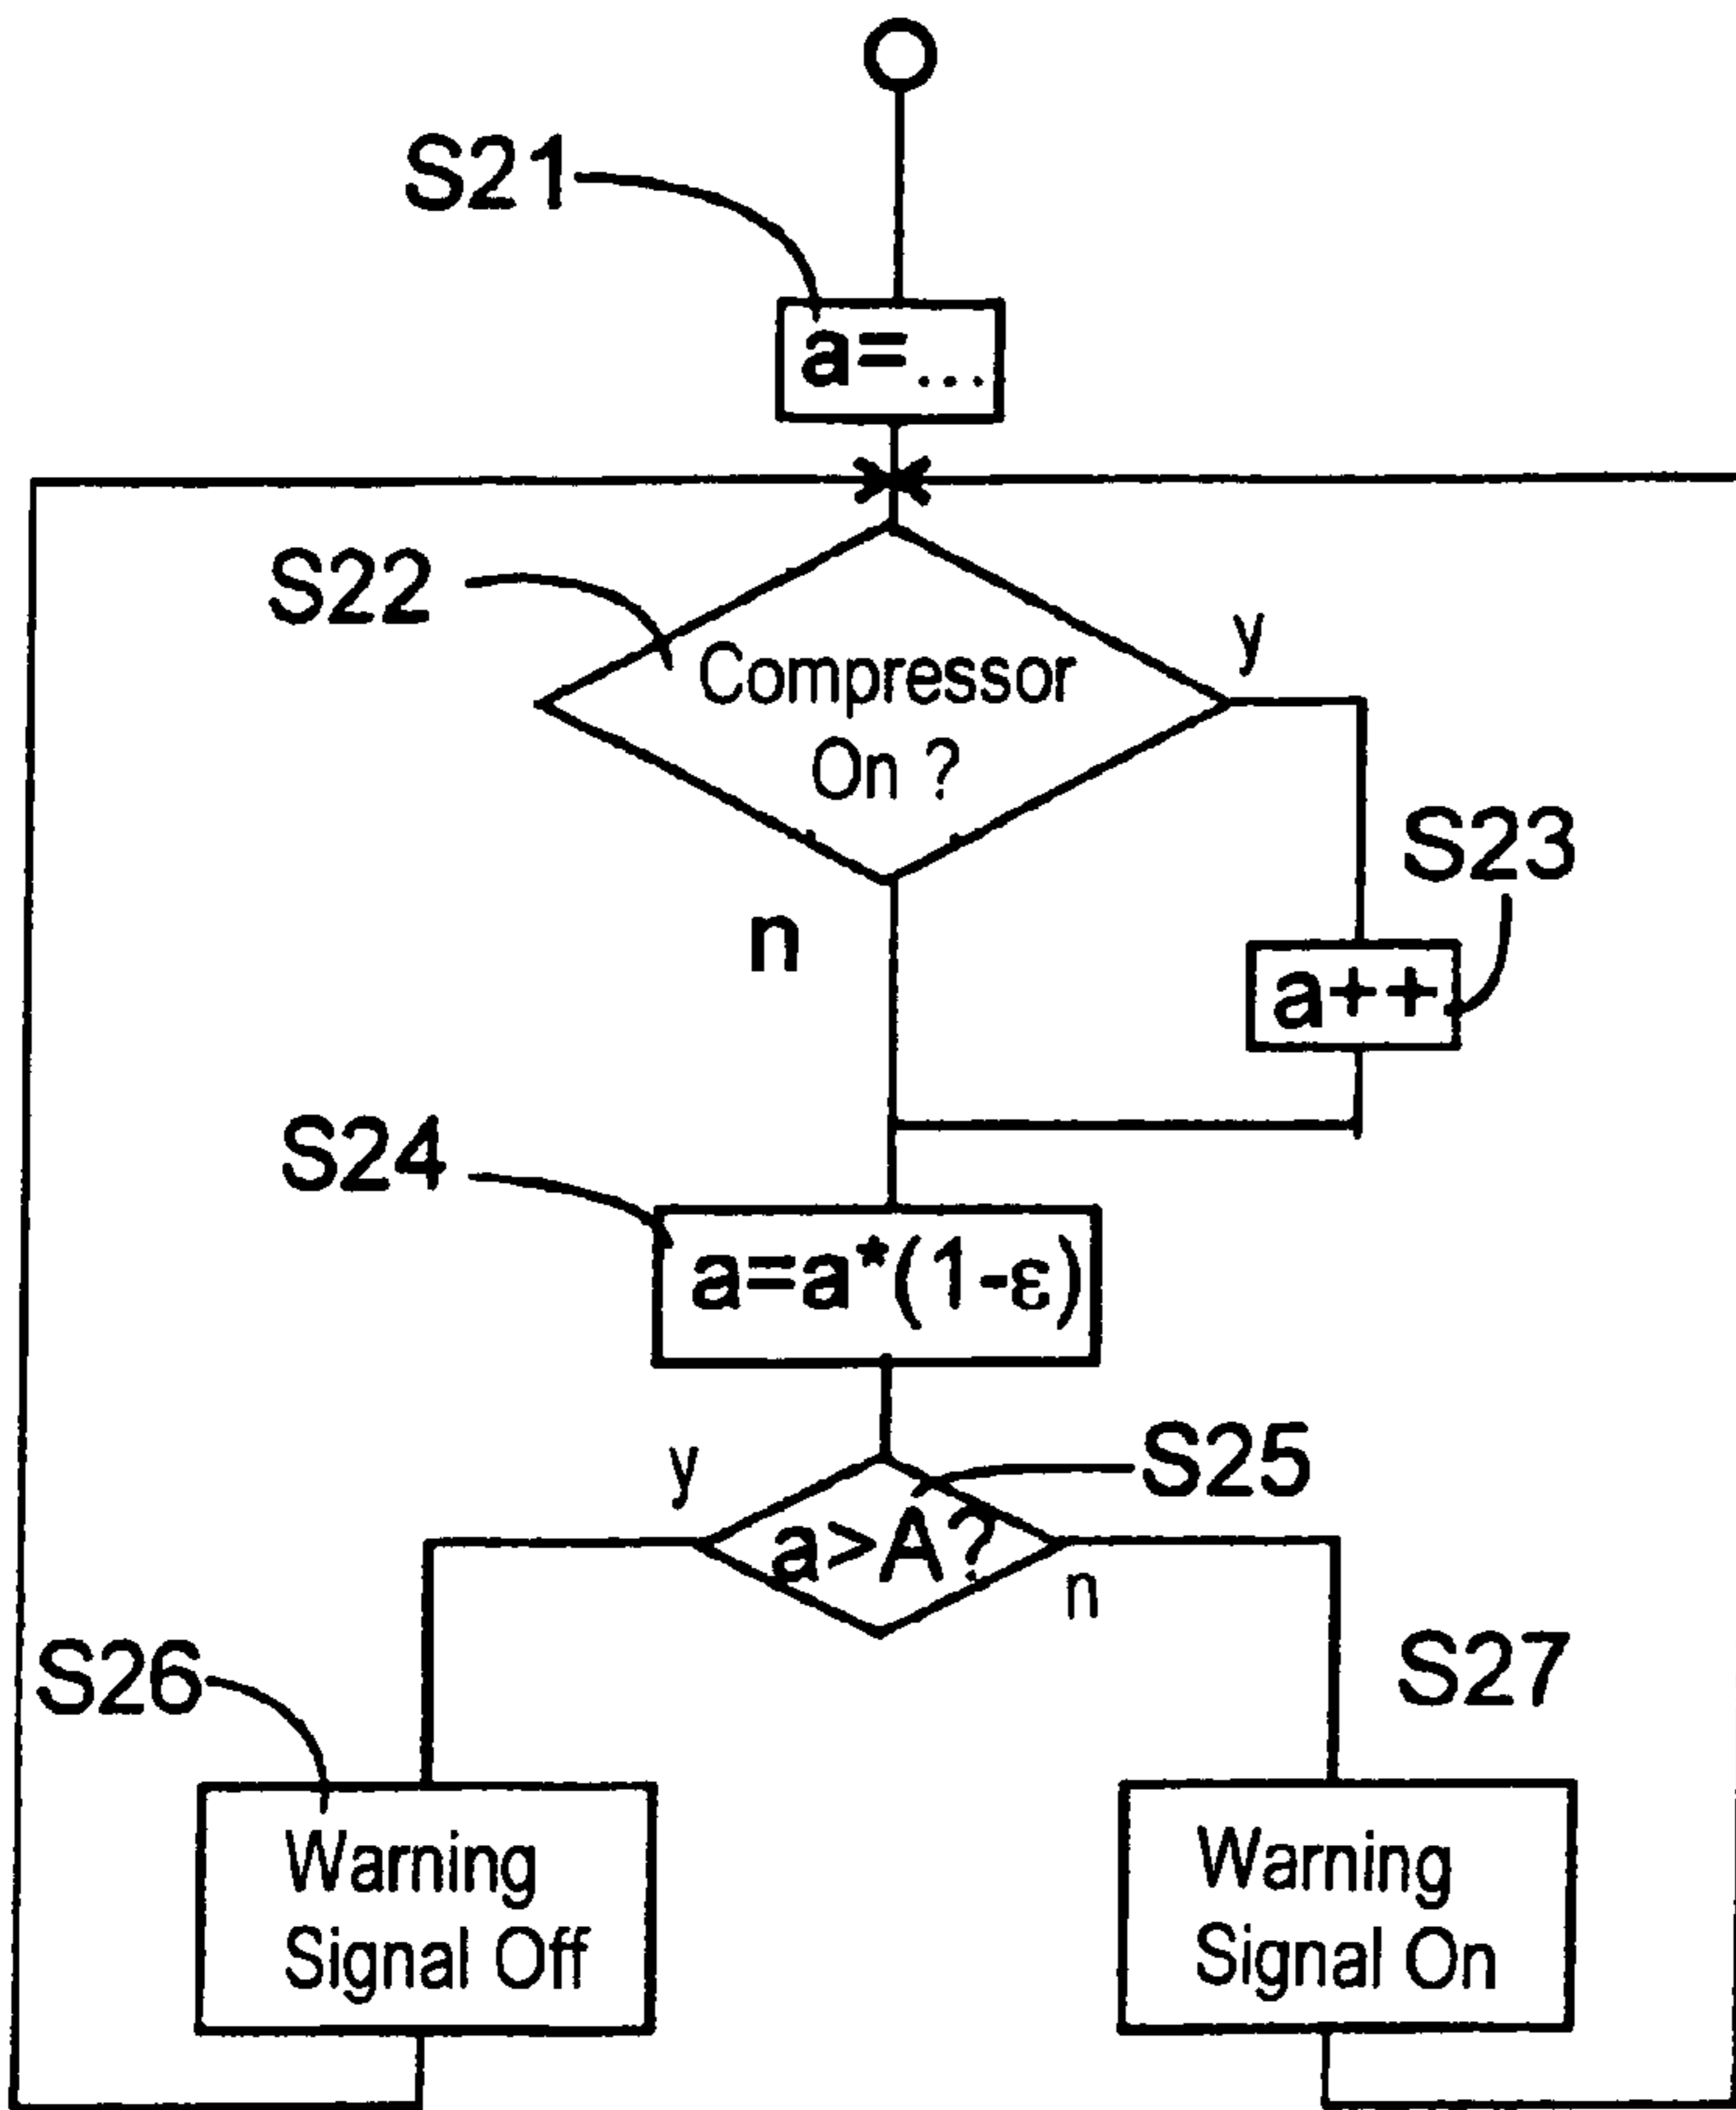 S21
a=...
S22
y
Compressor
On ?
S23
n
a++
S24
a=a*(1-ε)
y
S25
a>A?
n
S26
S27
Warning
Signal Off
Warning
Signal On